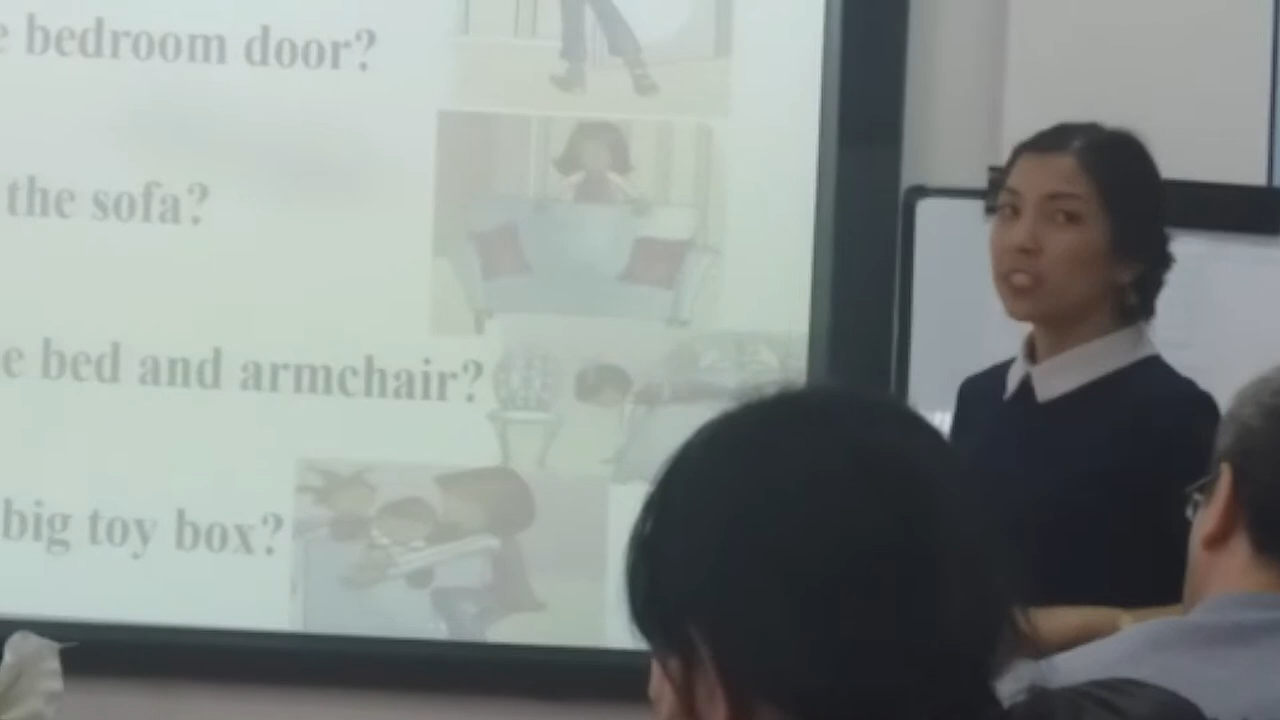 bedroom door?
the sofa?
bed and armchair?
big toy box?